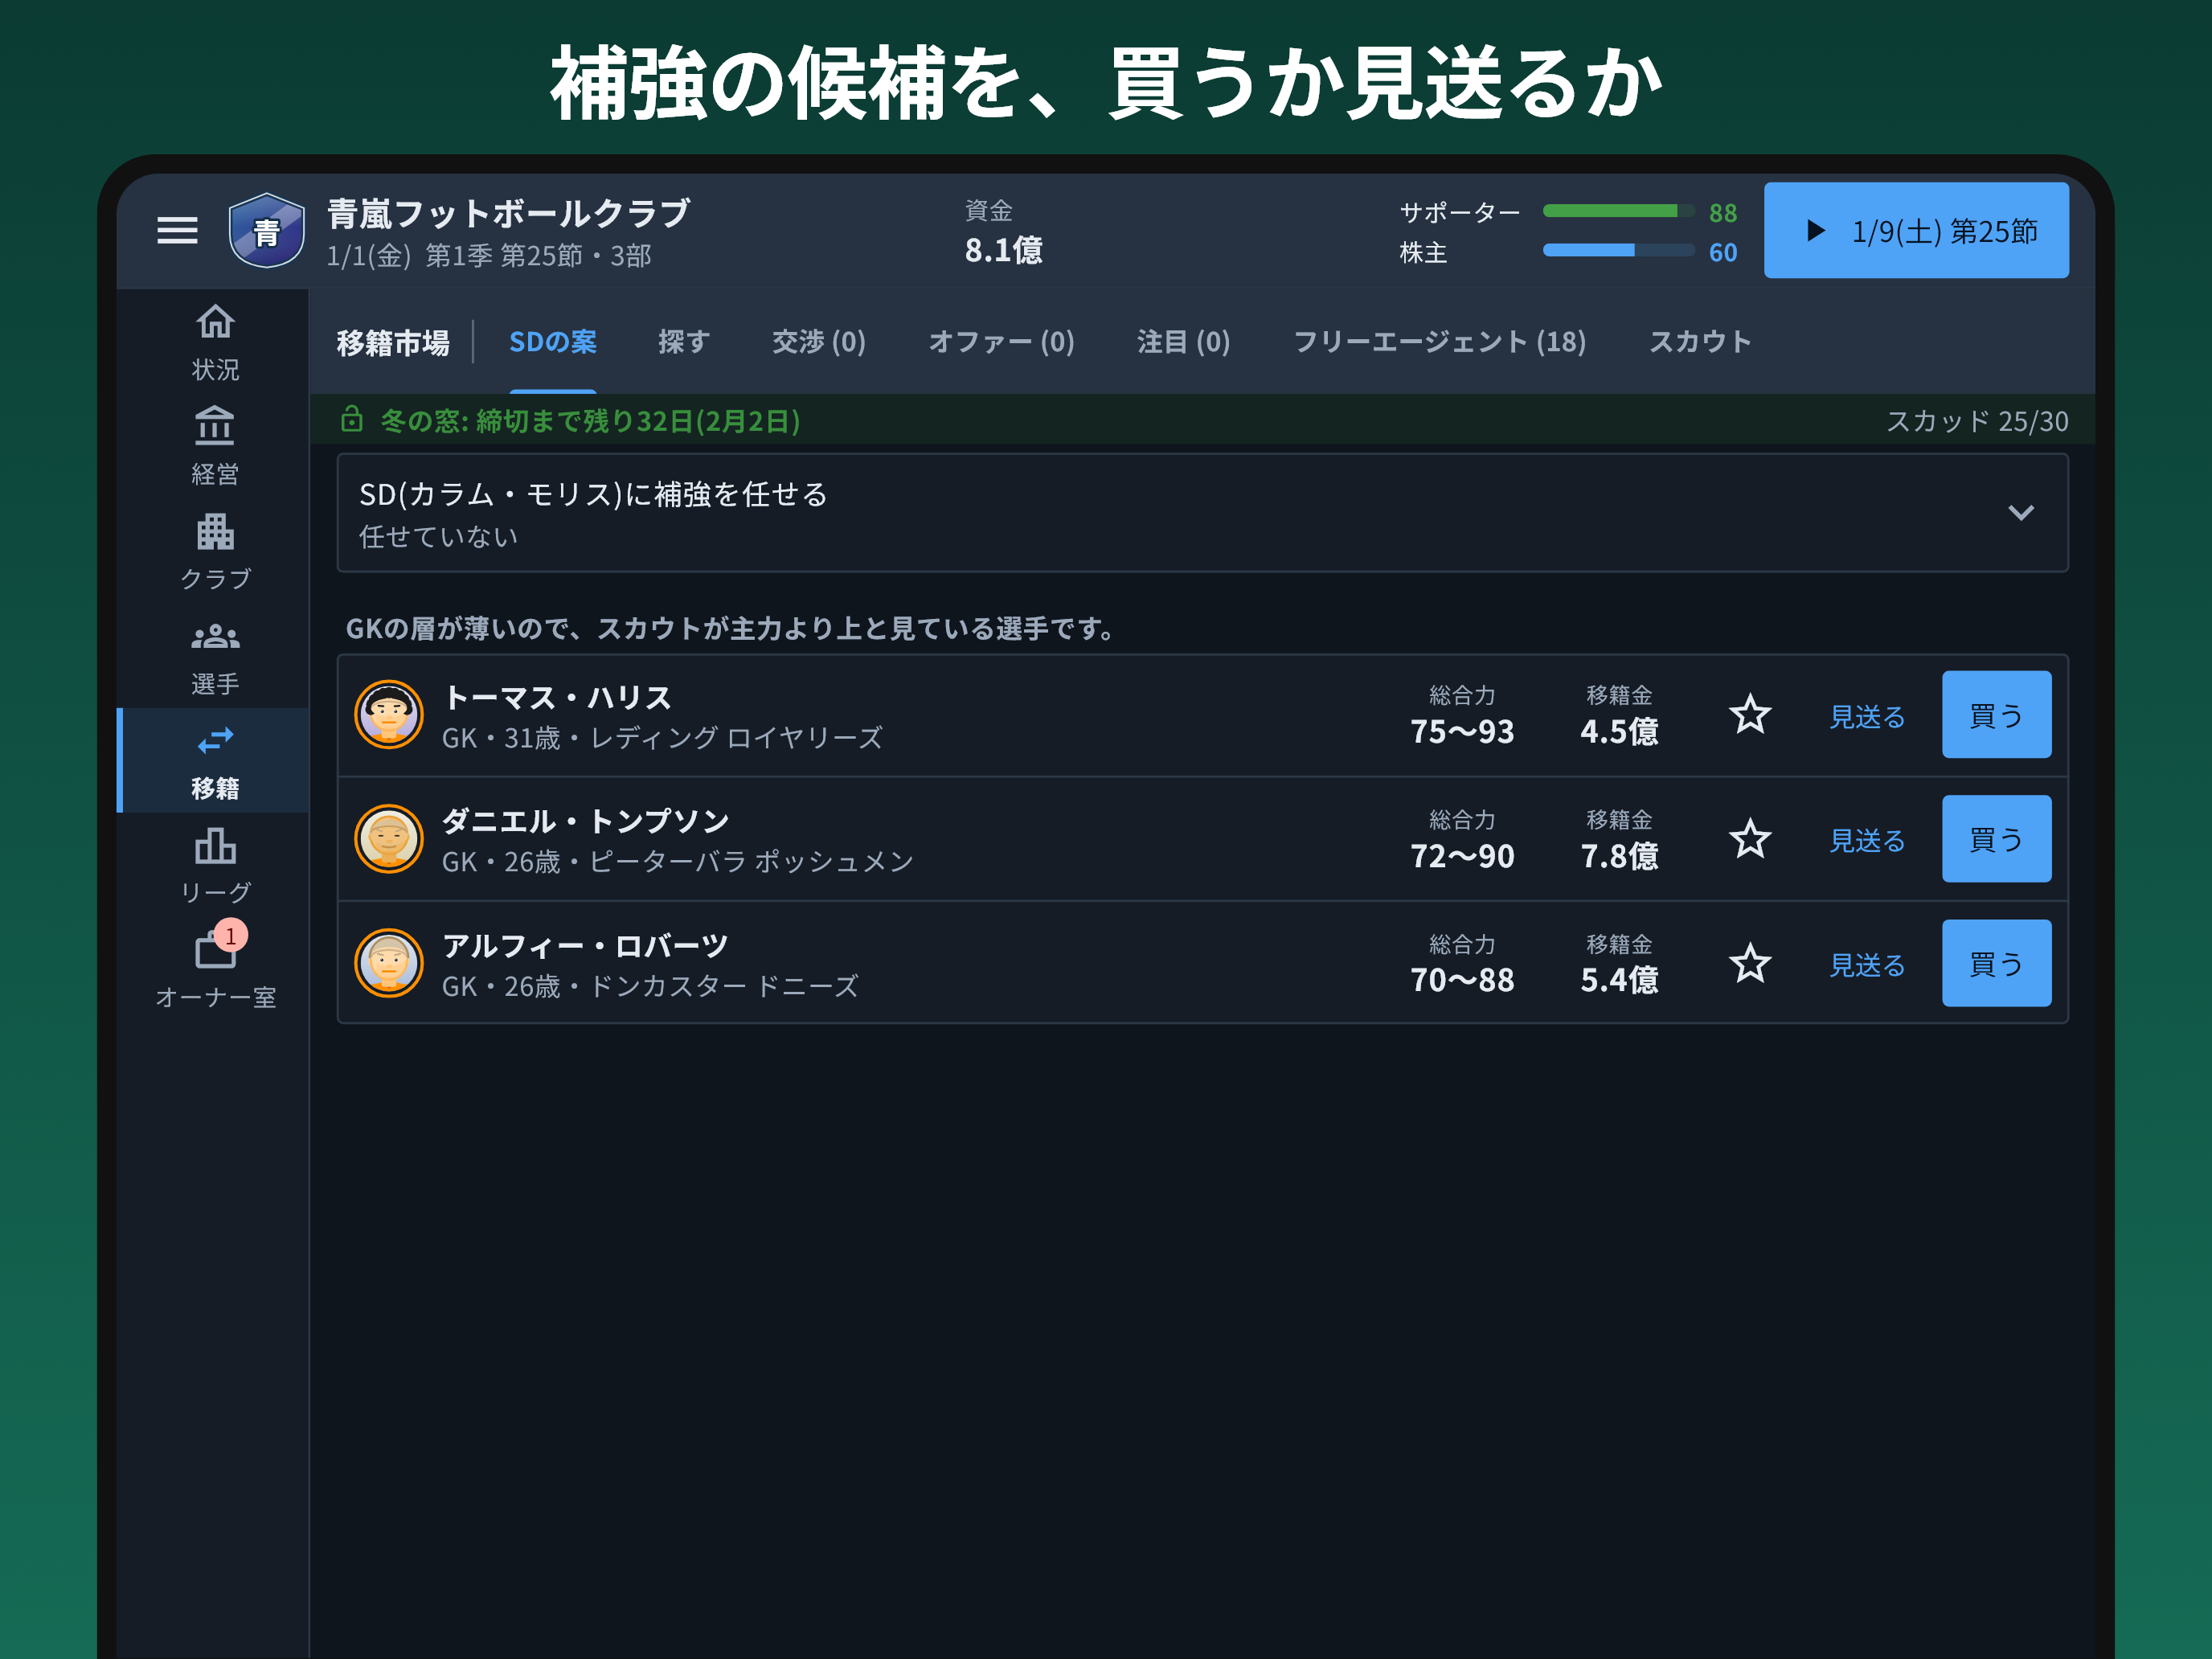 補強の候補を、買うか見送るか
青
青嵐フットボールクラブ
1/1(金) 第1季 第25節・3部
資金
8.1億
サポーター 88
株主 60
1/9(土) 第25節
状況
経営
クラブ
選手
移籍
リーグ
1
オーナー室
移籍市場 SDの案 探す 交渉 (0) オファー (0) 注目 (0) フリーエージェント (18) スカウト
冬の窓: 締切まで残り32日(2月2日) スカッド 25/30
SD(カラム・モリス)に補強を任せる
任せていない
GKの層が薄いので、スカウトが主力より上と見ている選手です。
トーマス・ハリス
GK・31歳・レディング ロイヤリーズ
総合力 移籍金
75〜93 4.5億
見送る 買う
ダニエル・トンプソン
GK・26歳・ピーターバラ ポッシュメン
総合力 移籍金
72〜90 7.8億
見送る 買う
アルフィー・ロバーツ
GK・26歳・ドンカスター ドニーズ
総合力 移籍金
70〜88 5.4億
見送る 買う